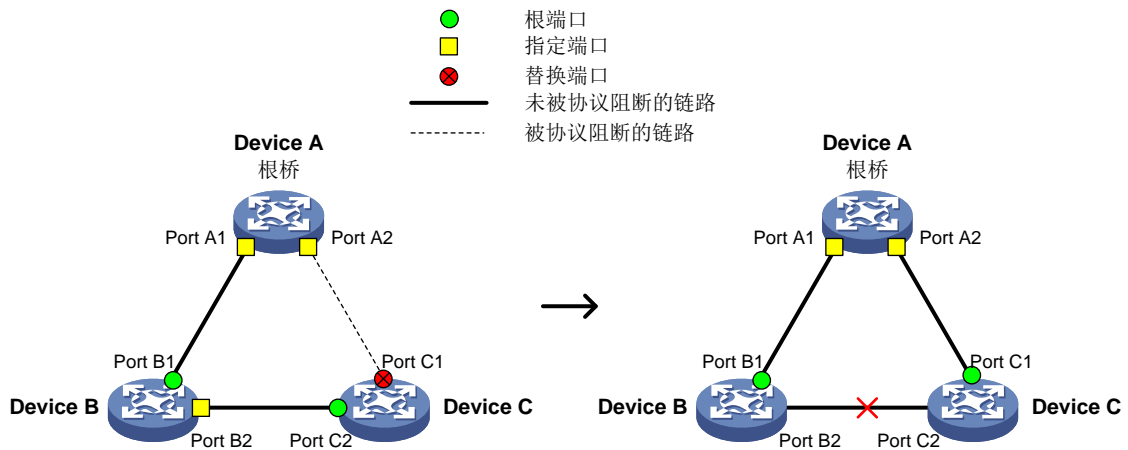 根端口
指定端口
替换端口
未被协议阻断的链路
被协议阻断的链路
Device A
根桥
Port A1
Port A2
Port B1
Port C1
Device B
Device C
Port B2
Port C2
Device A
根桥
Port A1
Port A2
Port B1
Port C1
Device B
Device C
Port B2
Port C2